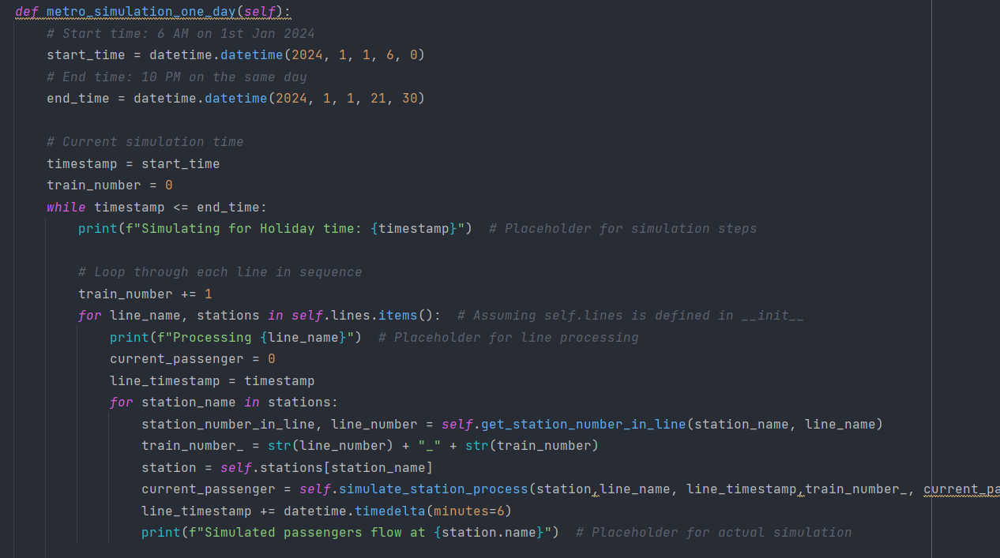 def metro_simulation_one_day(self):
    # Start time: 6 AM on 1st Jan 2024
    start_time = datetime.datetime(2024, 1, 1, 6, 0)
    # End time: 10 PM on the same day
    end_time = datetime.datetime(2024, 1, 1, 21, 30)

    # Current simulation time
    timestamp = start_time
    train_number = 0
    while timestamp <= end_time:
        print(f"Simulating for Holiday time: {timestamp}")  # Placeholder for simulation steps

        # Loop through each line in sequence
        train_number += 1
        for line_name, stations in self.lines.items():  # Assuming self.lines is defined in __init__
            print(f"Processing {line_name}")  # Placeholder for line processing
            current_passenger = 0
            line_timestamp = timestamp
            for station_name in stations:
                station_number_in_line, line_number = self.get_station_number_in_line(station_name, line_name)
                train_number_ = str(line_number) + "_" + str(train_number)
                station = self.stations[station_name]
                current_passenger = self.simulate_station_process(station,line_name, line_timestamp,train_number_, current_pa
                line_timestamp += datetime.timedelta(minutes=6)
                print(f"Simulated passengers flow at {station.name}")  # Placeholder for actual simulation